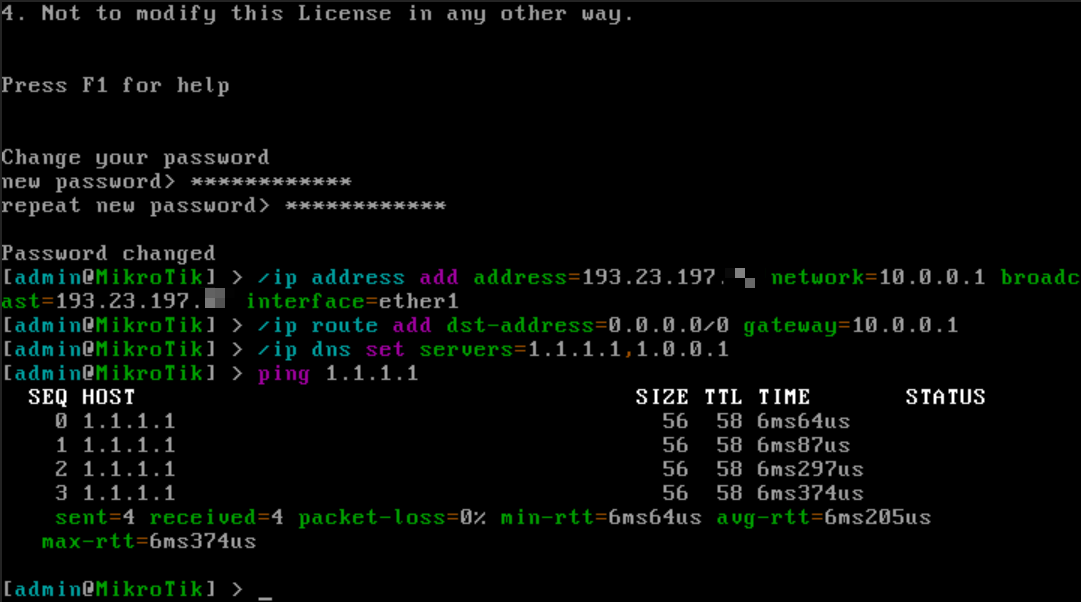 4. Not to modify this License in any other way.
Press F1 for help
Change your password
new password> ************
repeat new password> ************
Password changed
[admin@MikroTik] > /ip address add address=193.23.197. network=10.0.0.1 broadc
ast=193.23.197. interface=ether1
[admin@MikroTik] > /ip route add dst-address=0.0.0.0/0 gateway=10.0.0.1
[admin@MikroTik] > /ip dns set servers=1.1.1.1,1.0.0.1
[admin@MikroTik] > ping 1.1.1.1
SEQ HOST SIZE TTL TIME STATUS
0 1.1.1.1 56 58 6ms64us
1 1.1.1.1 56 58 6ms87us
2 1.1.1.1 56 58 6ms297us
3 1.1.1.1 56 58 6ms374us
sent=4 received=4 packet-loss=0% min-rtt=6ms64us avg-rtt=6ms205us
max-rtt=6ms374us
[admin@MikroTik] > _